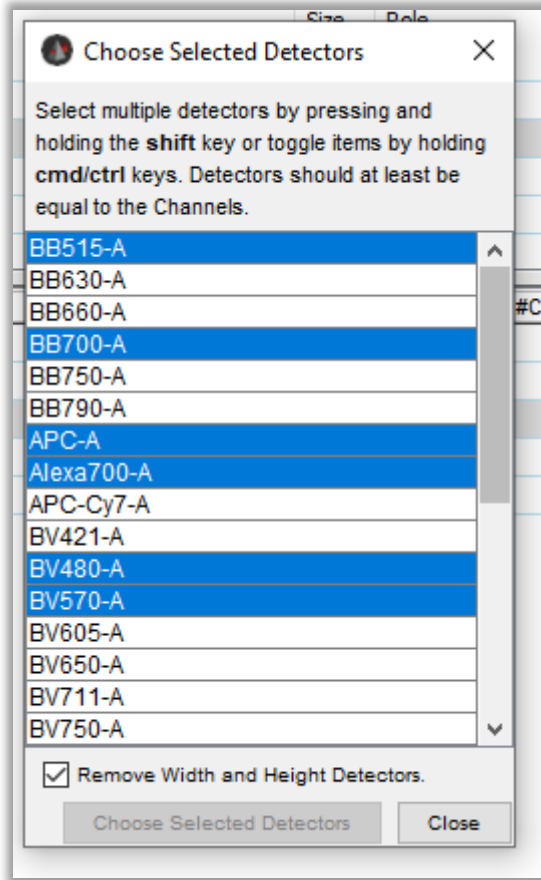 Size Role
Choose Selected Detectors
Select multiple detectors by pressing and
holding the shift key or toggle items by holding
cmd/ctrl keys. Detectors should at least be
equal to the Channels.
BB515-A
BB630-A
BB660-A
#C
BB700-A
BB750-A
BB790-A
APC-A
Alexa700-A
APC-Cy7-A
BV421-A
BV480-A
BV570-A
BV605-A
BV650-A
BV711-A
BV750-A
Remove Width and Height Detectors.
Choose Selected Detectors Close